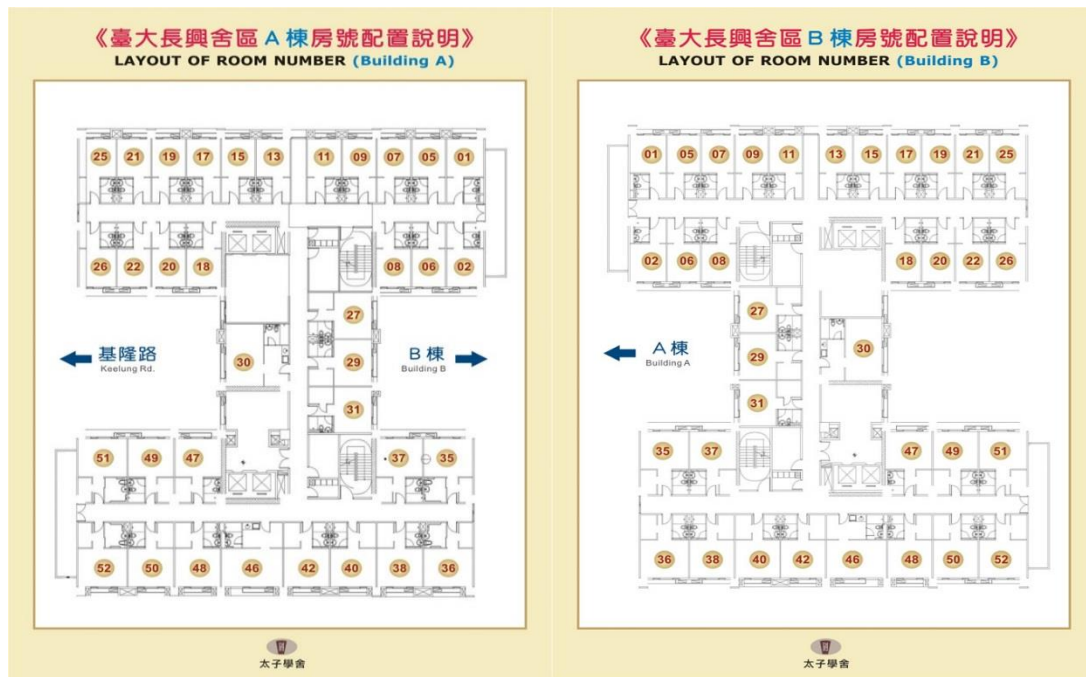 《臺大長興舍區A棟房號配置說明》
LAYOUT OF ROOM NUMBER (Building A)
25 21 19 17 15 13 11 09 07 05 01
26 22 20 18 08 06 02
27
基隆路
Keelung Rd.
30
29
B棟
Building B
31
51 49 47 37 35
52 50 48 46 42 40 38 36
太子學舍
《臺大長興舍區B棟房號配置說明》
LAYOUT OF ROOM NUMBER (Building B)
01 05 07 09 11 13 15 17 19 21 25
02 06 08 18 20 22 26
27
A棟
Building A
29
30
31
35 37 47 49 51
36 38 40 42 46 48 50 52
太子學舍